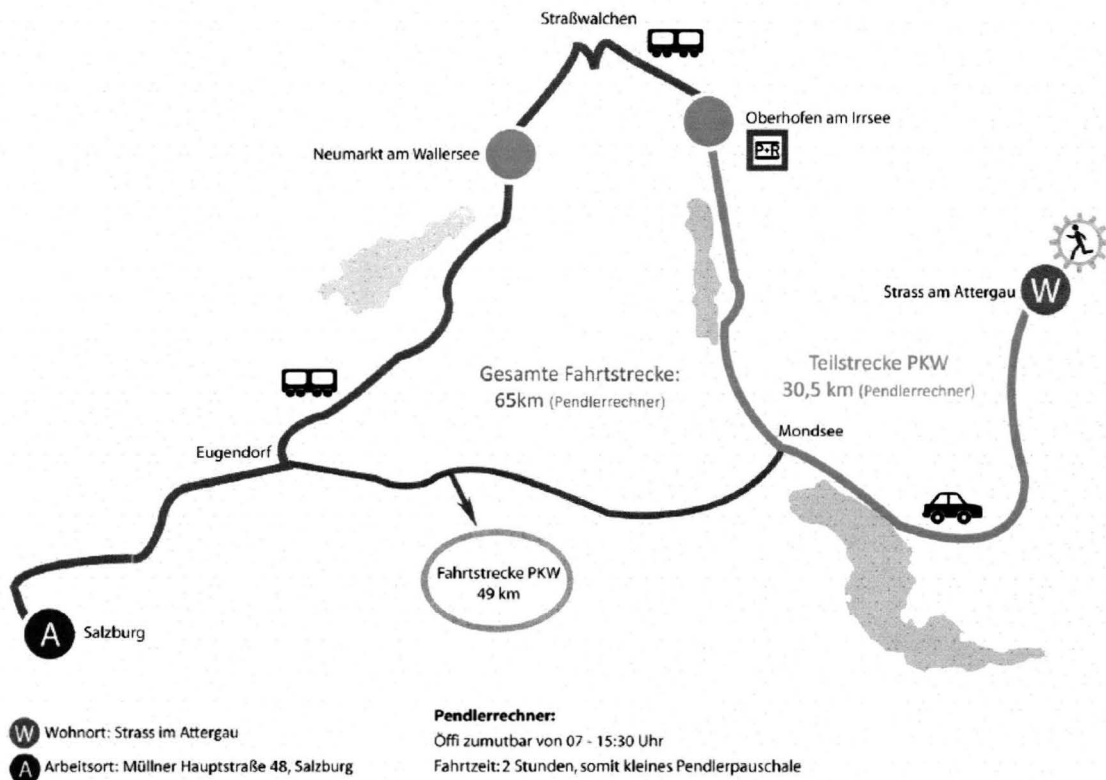 Straßwalchen
Oberhofen am Irrsee
P+R
Neumarkt am Wallersee
Strass am Attergau
W
Gesamte Fahrtstrecke:
65km (Pendlerrechner)
Teilstrecke PKW
30,5 km (Pendlerrechner)
Mondsee
Eugendorf
Fahrtstrecke PKW
49 km
A
Salzburg
W Wohnort: Strass im Attergau
A Arbeitsort: Müllner Hauptstraße 48, Salzburg
Pendlerrechner:
Öffi zumutbar von 07 - 15:30 Uhr
Fahrtzeit: 2 Stunden, somit kleines Pendlerpauschale